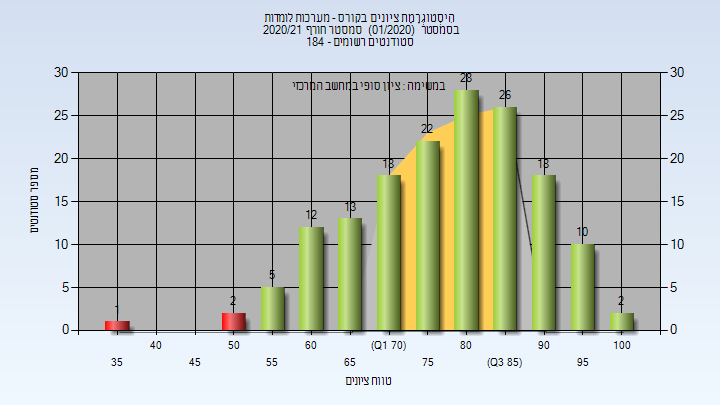 היסטוגרמת ציונים בקורס - מערכות לומדות
בסמסטר (01/2020) סמסטר חורף 2020/21
סטודנטים רשומים - 184
במשימה : ציון סופי במחשב המרכזי
30 30
25 25
20 20
15 15
10 10
5 5
0 0
1 2 5 12 13 18 22 28 26 18 10 2
מספר סטודנטים
40 50 60 (Q1 70) 80 90 100
35 45 55 65 75 (Q3 85) 95
טווח ציונים